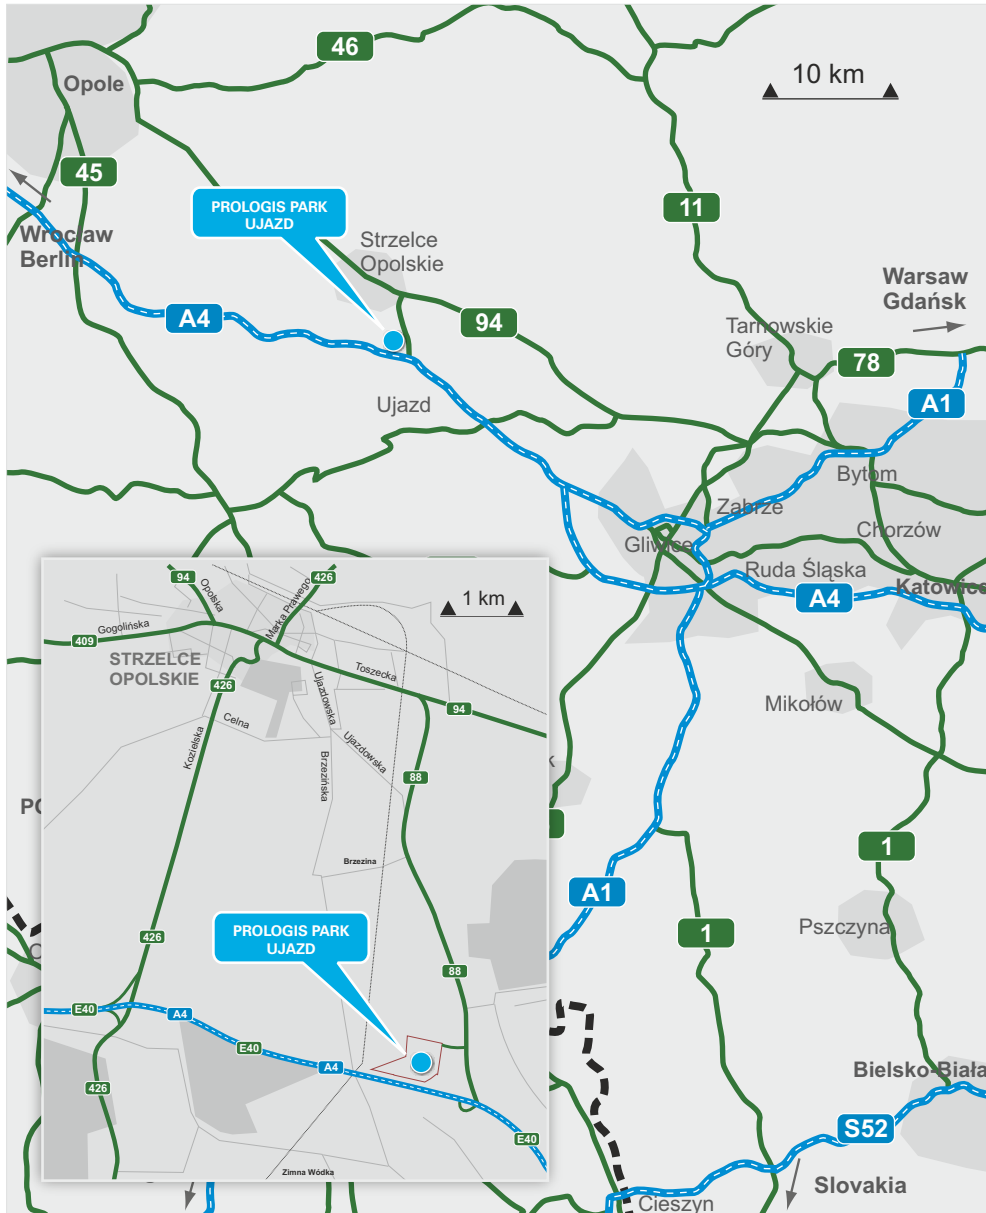 46
10 km
Opole
45
PROLOGIS PARK
UJAZD
11
Wrocław
Berlin
Strzelce
Opolskie
Warsaw
Gdańsk
A4
94
Tarnowskie
Góry
78
A1
Ujazd
Bytom
Zabrze
Chorzów
Gliwice
Ruda Śląska
A4
Katowice
Mikołów
A1
1
1
Pszczyna
Bielsko-Biała
S52
Slovakia
Cieszyn
94
Opolska
Marka Prawego
426
1 km
Gogolińska
409
STRZELCE
OPOLSKIE
426
Toszecka
94
Celna
Ujazdowska
Kozielska
Ujazdowska
Brzezińska
88
Brzezina
426
PROLOGIS PARK
UJAZD
88
E40
A4
E40
A4
426
E40
Zimna Wódka